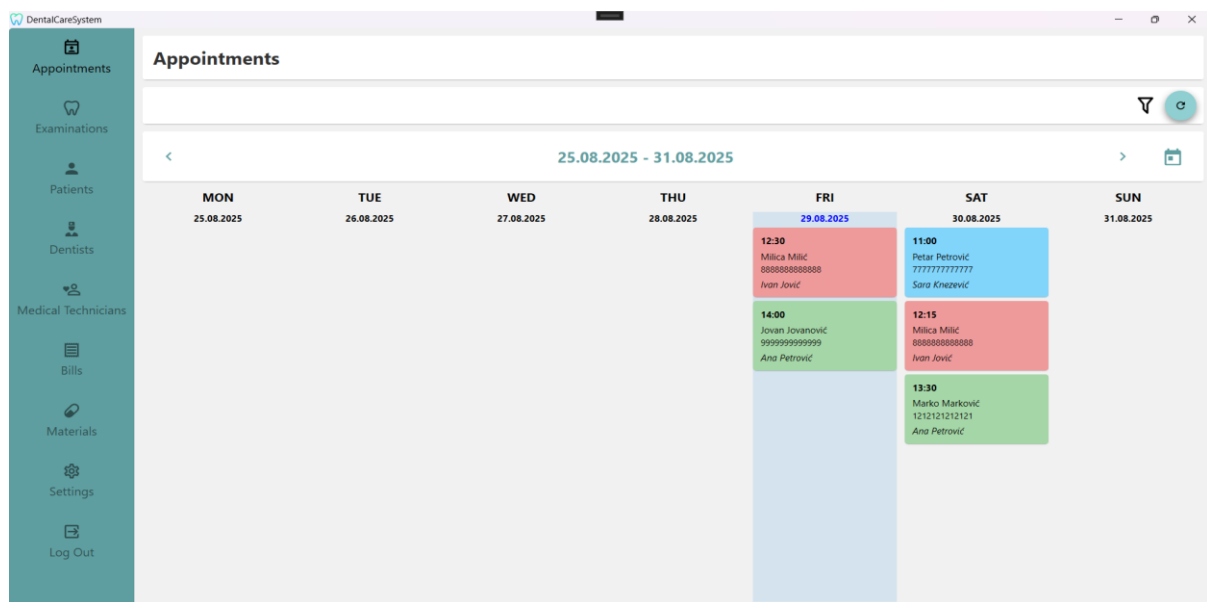 DentalCareSystem
Appointments
Examinations
Patients
Dentists
Medical Technicians
Bills
Materials
Settings
Log Out
Appointments
25.08.2025 - 31.08.2025
MON TUE WED THU FRI SAT SUN
25.08.2025 26.08.2025 27.08.2025 28.08.2025 29.08.2025 30.08.2025 31.08.2025
12:30
Milica Milić
8888888888888
Ivan Jović
14:00
Jovan Jovanović
9999999999999
Ana Petrović
11:00
Petar Petrović
7777777777777
Sara Knezević
12:15
Milica Milić
8888888888888
Ivan Jović
13:30
Marko Marković
1212121212121
Ana Petrović